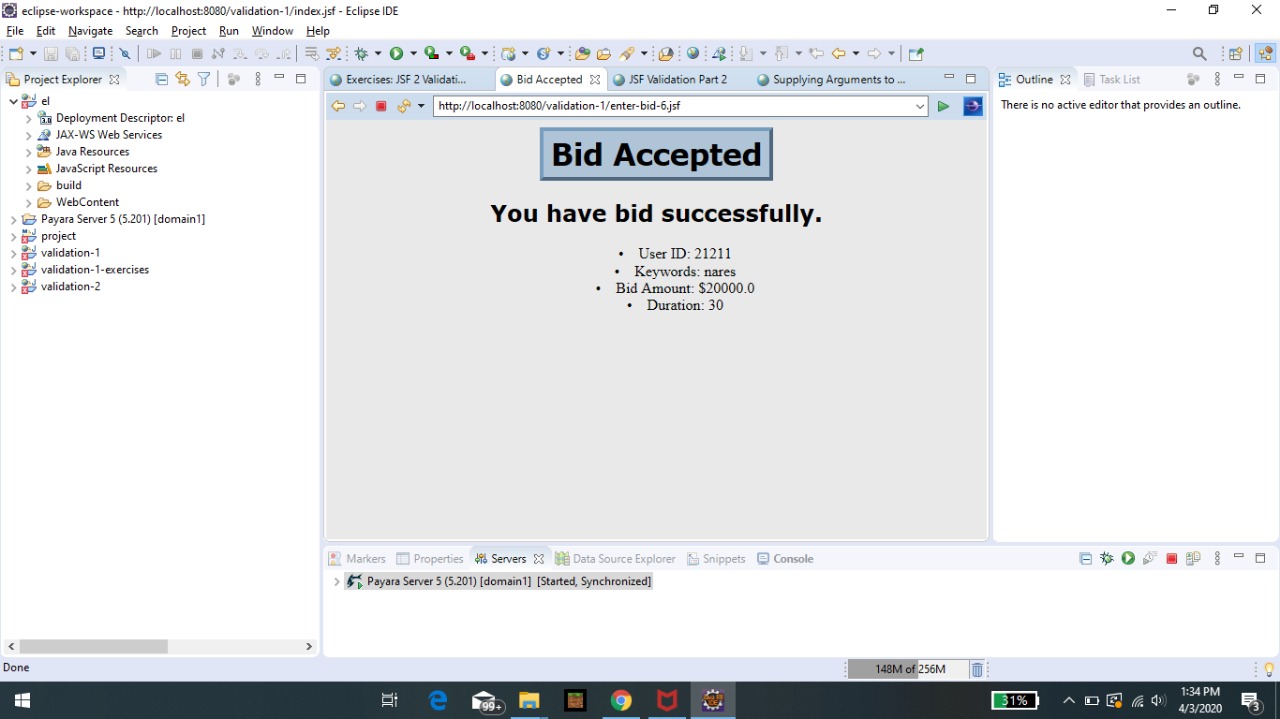 eclipse-workspace - http://localhost:8080/validation-1/index.jsf - Eclipse IDE
File Edit Navigate Search Project Run Window Help
Project Explorer
Exercises: JSF 2 Validati...
Bid Accepted
JSF Validation Part 2
Supplying Arguments to ...
Outline
Task List
el
Deployment Descriptor: el
JAX-WS Web Services
Java Resources
JavaScript Resources
build
WebContent
Payara Server 5 (5.201) [domain1]
project
validation-1
validation-1-exercises
validation-2
http://localhost:8080/validation-1/enter-bid-6.jsf
Bid Accepted
You have bid successfully.
• User ID: 21211
• Keywords: nares
• Bid Amount: $20000.0
• Duration: 30
There is no active editor that provides an outline.
Markers
Properties
Servers
Data Source Explorer
Snippets
Console
Payara Server 5 (5.201) [domain1] [Started, Synchronized]
Done
148M of 256M
99+
31%
1:34 PM
4/3/2020
3